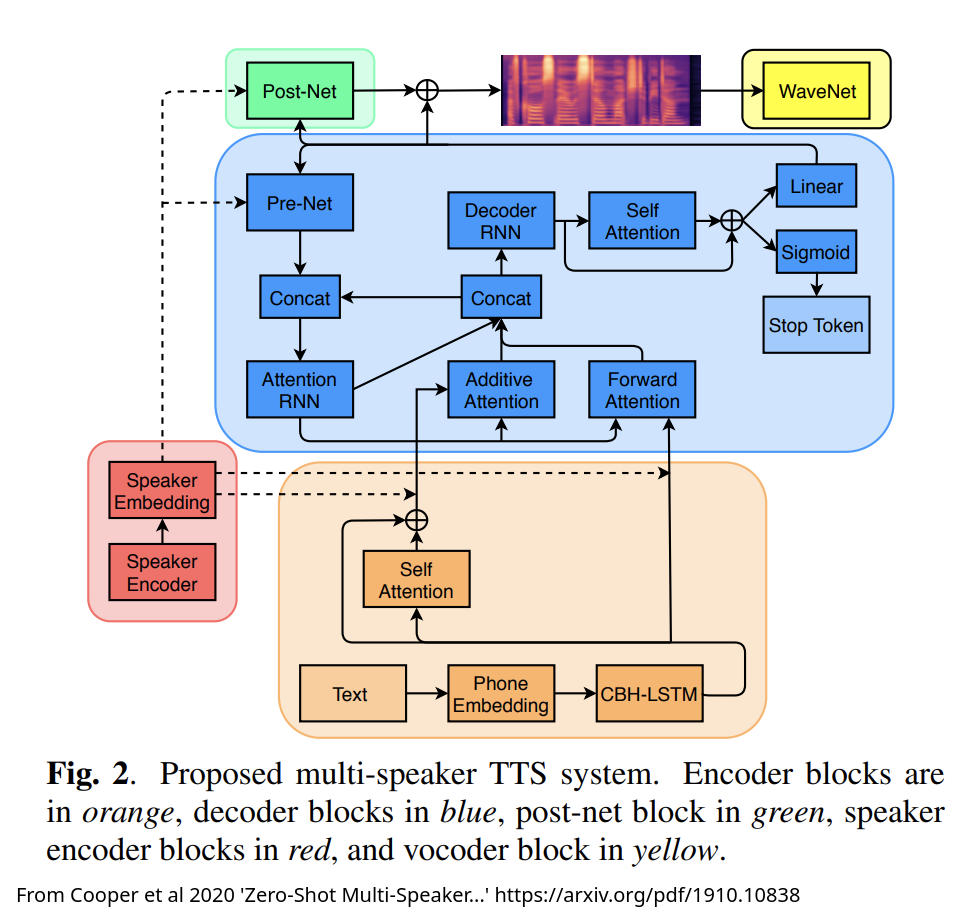 Post-Net
WaveNet
Pre-Net
Decoder
RNN
Self
Attention
Linear
Sigmoid
Stop Token
Concat
Concat
Attention
RNN
Additive
Attention
Forward
Attention
Speaker
Embedding
Speaker
Encoder
Self
Attention
Text
Phone
Embedding
CBH-LSTM
Fig. 2. Proposed multi-speaker TTS system. Encoder blocks are
in orange, decoder blocks in blue, post-net block in green, speaker
encoder blocks in red, and vocoder block in yellow.
From Cooper et al 2020 'Zero-Shot Multi-Speaker...' https://arxiv.org/pdf/1910.10838